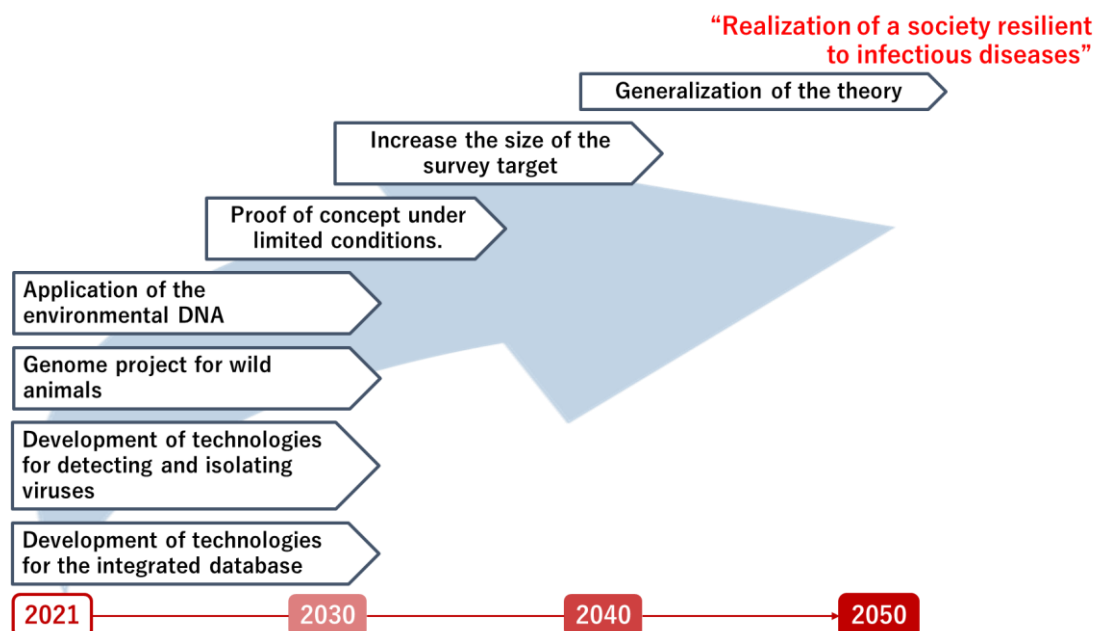 “Realization of a society resilient
to infectious diseases”
Generalization of the theory
Increase the size of the
survey target
Proof of concept under
limited conditions.
Application of the
environmental DNA
Genome project for wild
animals
Development of technologies
for detecting and isolating
viruses
Development of technologies
for the integrated database
2021
2030
2040
2050